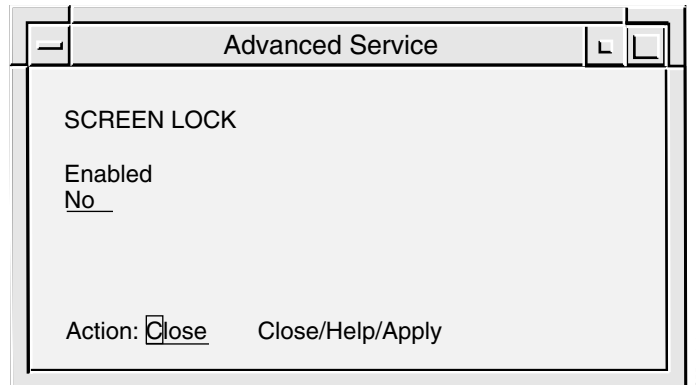 Advanced Service
SCREEN LOCK
Enabled
No
Action: Close Close/Help/Apply